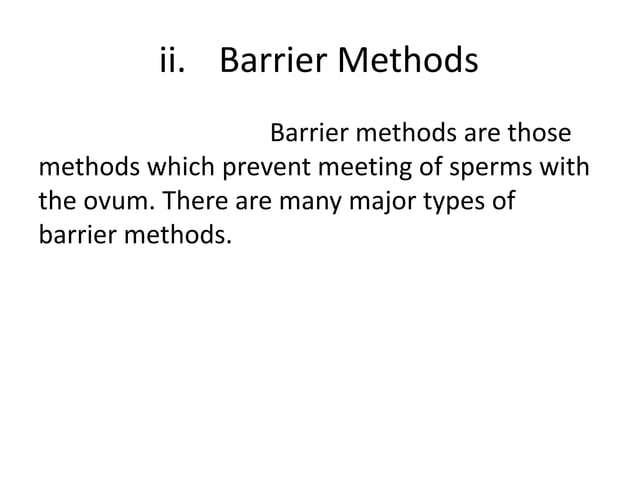 ii. Barrier Methods
Barrier methods are those
methods which prevent meeting of sperms with
the ovum. There are many major types of
barrier methods.